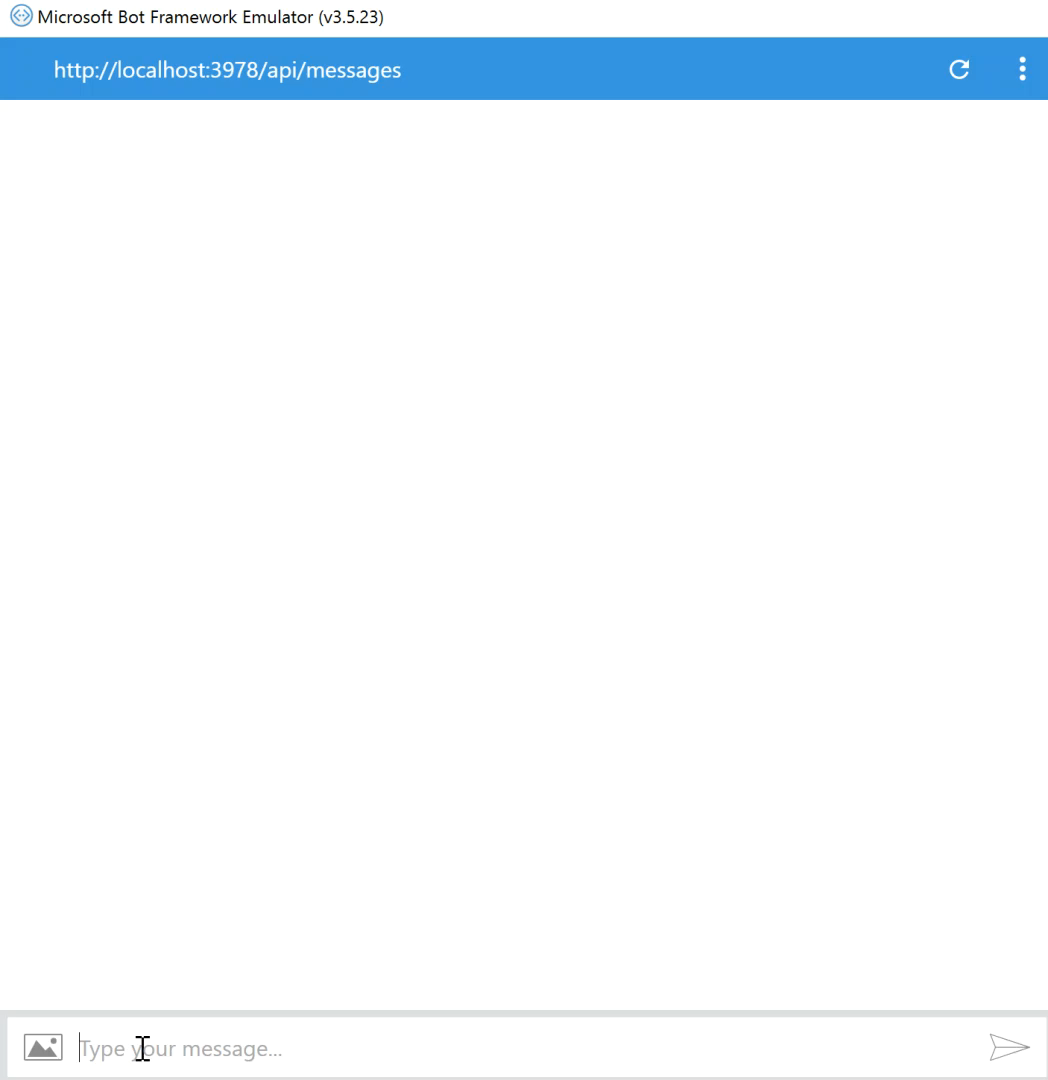 Microsoft Bot Framework Emulator (v3.5.23)
http://localhost:3978/api/messages
Type your message...